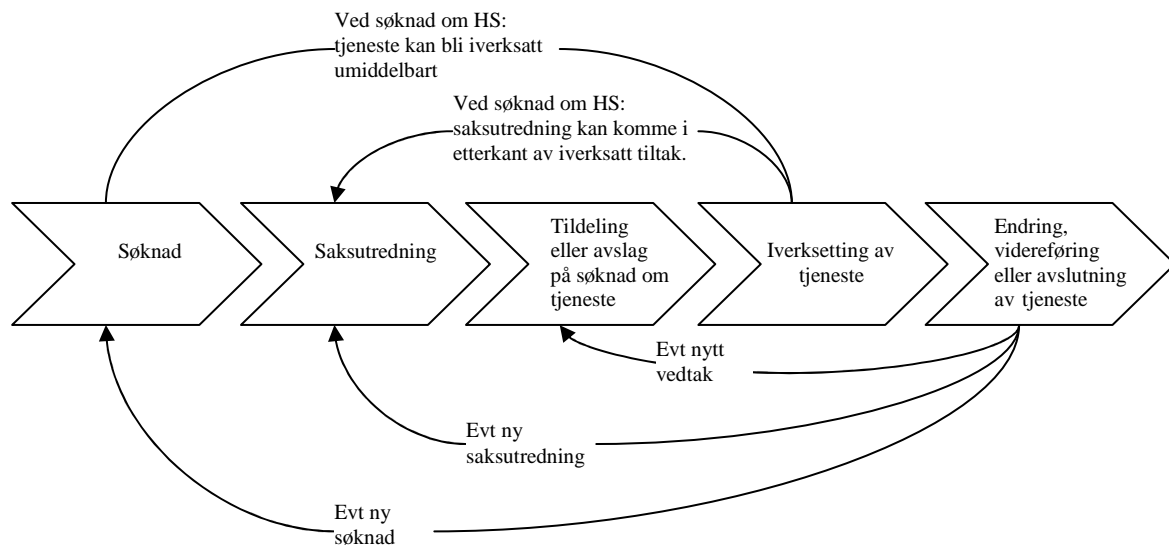 Ved søknad om HS:
tjeneste kan bli iverksatt
umiddelbart
Ved søknad om HS:
saksutredning kan komme i
etterkant av iverksatt tiltak.
Søknad
Saksutredning
Tildeling
eller avslag
på søknad om
tjeneste
Iverksetting av
tjeneste
Endring,
videreføring
eller avslutning
av tjeneste
Evt nytt
vedtak
Evt ny
saksutredning
Evt ny
søknad